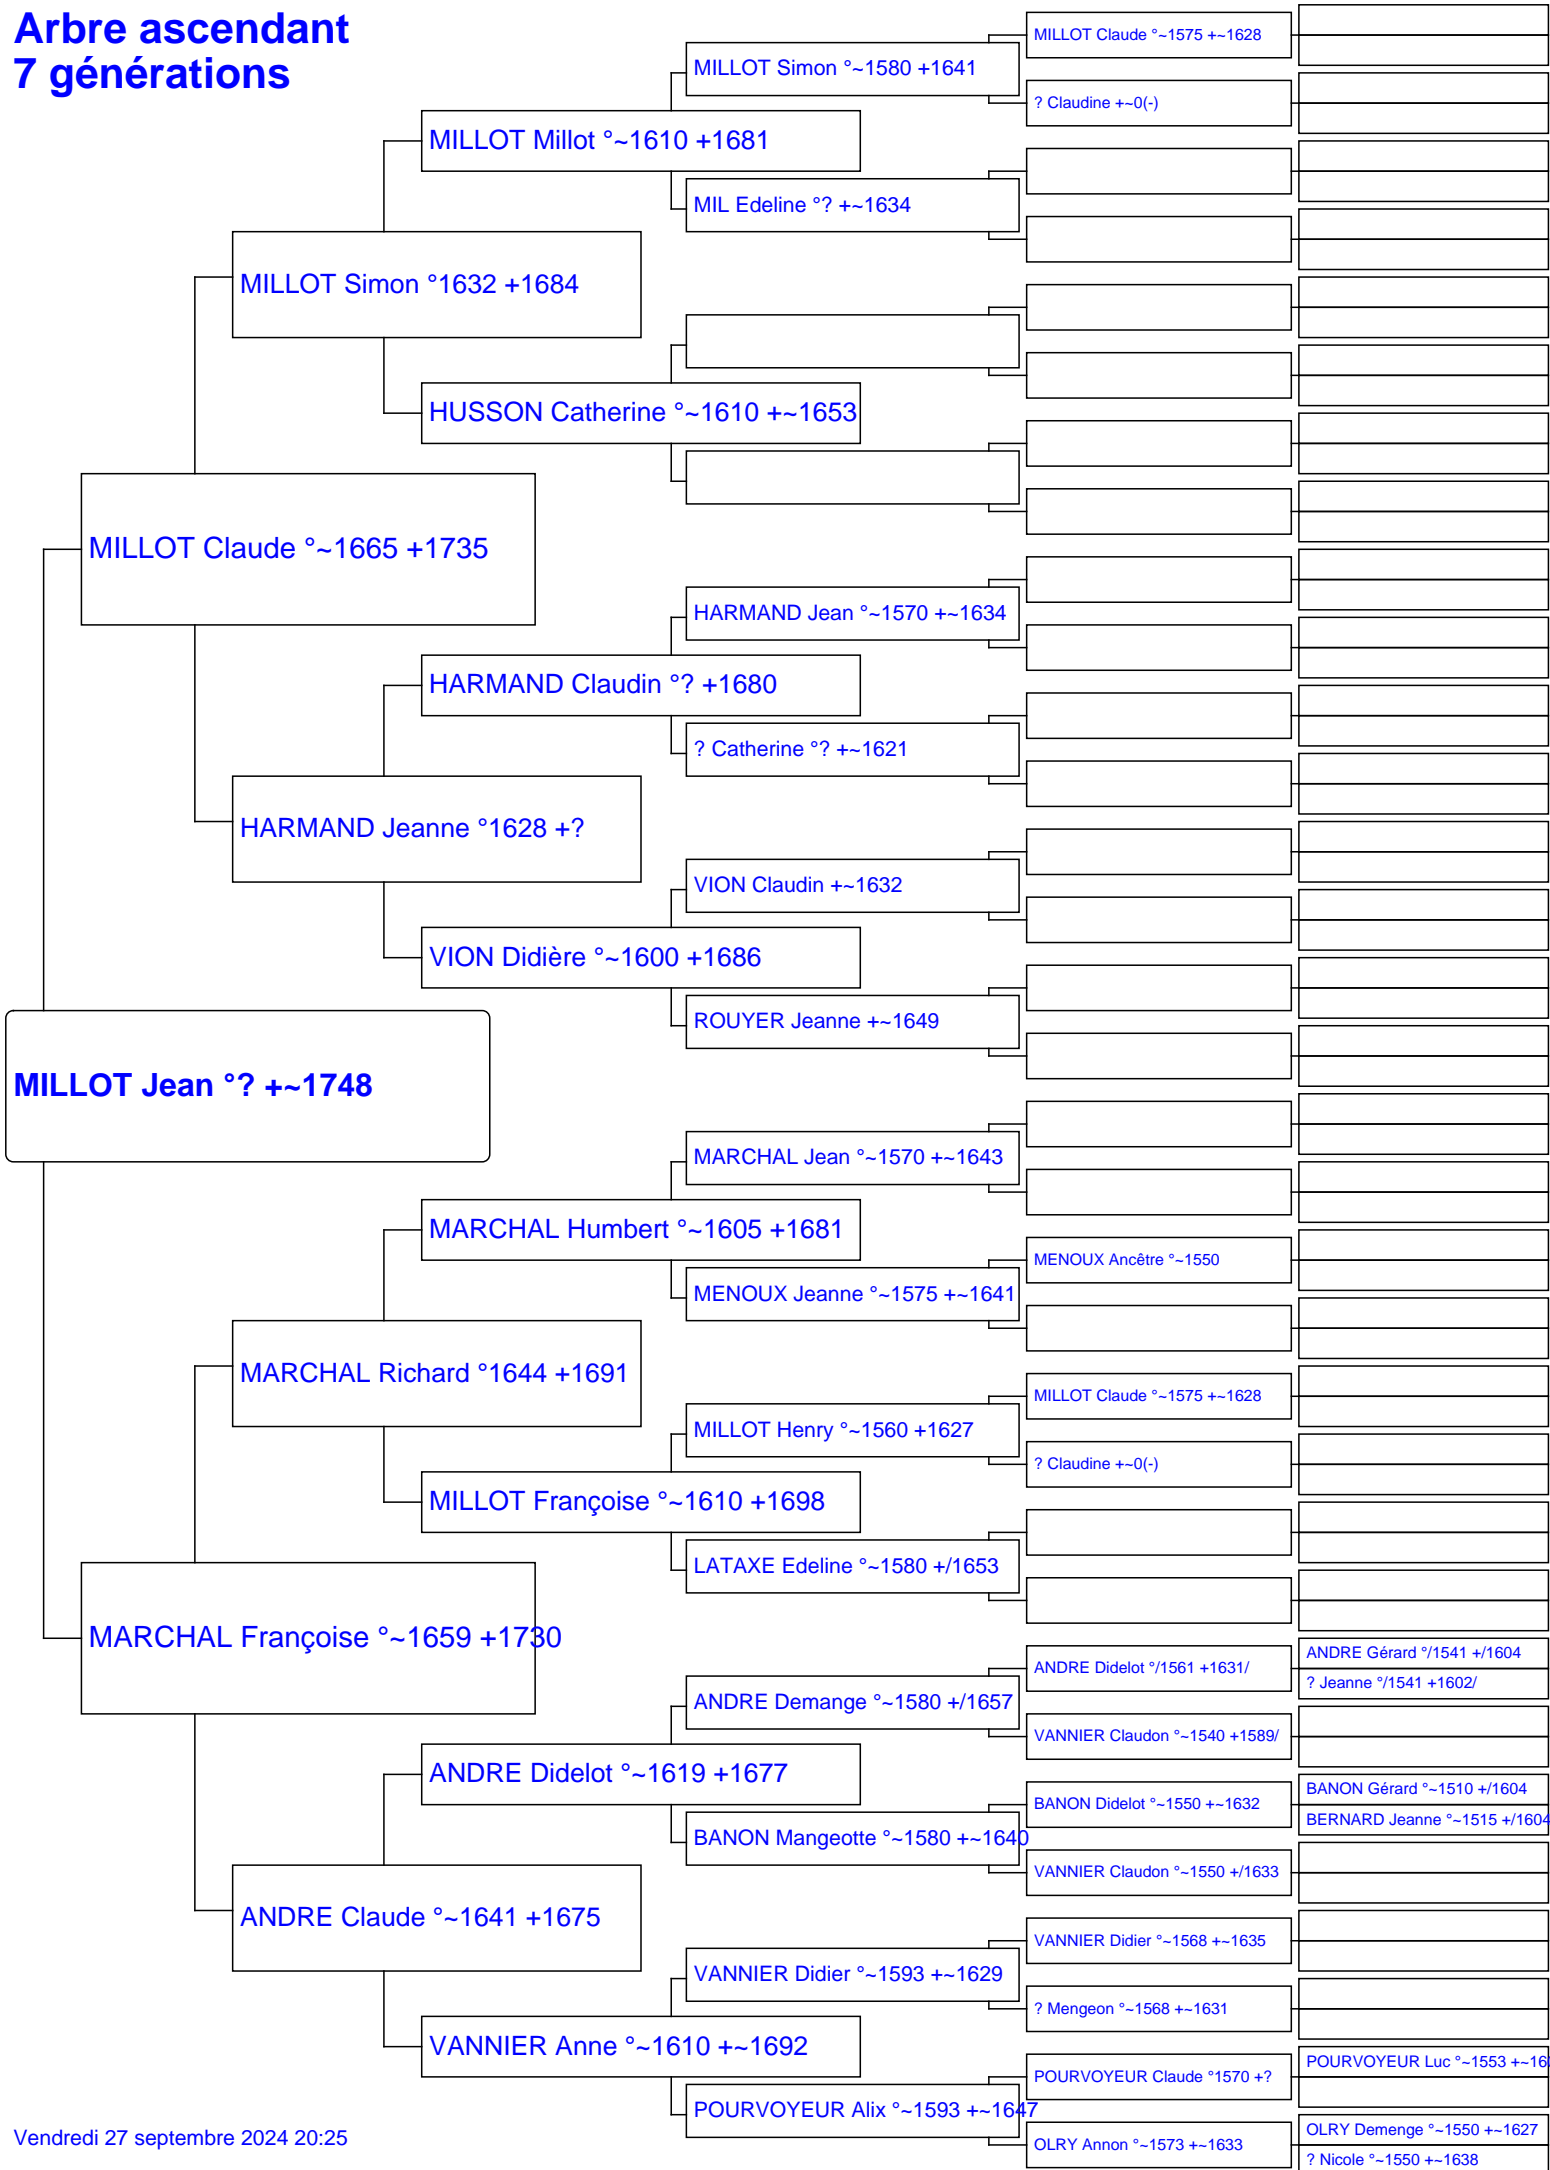 Arbre ascendant
7 générations
MILLOT Claude °~1575 +~1628
MILLOT Simon °~1580 +1641
? Claudine +~0(-)
MILLOT Millot °~1610 +1681
MIL Edeline °? +~1634
MILLOT Simon °1632 +1684
HUSSON Catherine °~1610 +~1653
MILLOT Claude °~1665 +1735
HARMAND Jean °~1570 +~1634
HARMAND Claudin °? +1680
? Catherine °? +~1621
HARMAND Jeanne °1628 +?
VION Claudin +~1632
VION Didière °~1600 +1686
ROUYER Jeanne +~1649
MILLOT Jean °? +~1748
MARCHAL Jean °~1570 +~1643
MARCHAL Humbert °~1605 +1681
MENOUX Ancêtre °~1550
MENOUX Jeanne °~1575 +~1641
MARCHAL Richard °1644 +1691
MILLOT Claude °~1575 +~1628
MILLOT Henry °~1560 +1627
? Claudine +~0(-)
MILLOT Françoise °~1610 +1698
LATAXE Edeline °~1580 +/1653
MARCHAL Françoise °~1659 +1730
ANDRE Gérard °/1541 +/1604
ANDRE Didelot °/1561 +1631/
? Jeanne °/1541 +1602/
ANDRE Demange °~1580 +/1657
VANNIER Claudon °~1540 +1589/
ANDRE Didelot °~1619 +1677
BANON Gérard °~1510 +/1604
BANON Didelot °~1550 +~1632
BERNARD Jeanne °~1515 +/1604
BANON Mangeotte °~1580 +~1640
VANNIER Claudon °~1550 +/1633
ANDRE Claude °~1641 +1675
VANNIER Didier °~1568 +~1635
VANNIER Didier °~1593 +~1629
? Mengeon °~1568 +~1631
VANNIER Anne °~1610 +~1692
POURVOYEUR Luc °~1553 +~16
POURVOYEUR Claude °1570 +?
POURVOYEUR Alix °~1593 +~1647
OLRY Demenge °~1550 +~1627
OLRY Annon °~1573 +~1633
? Nicole °~1550 +~1638
Vendredi 27 septembre 2024 20:25